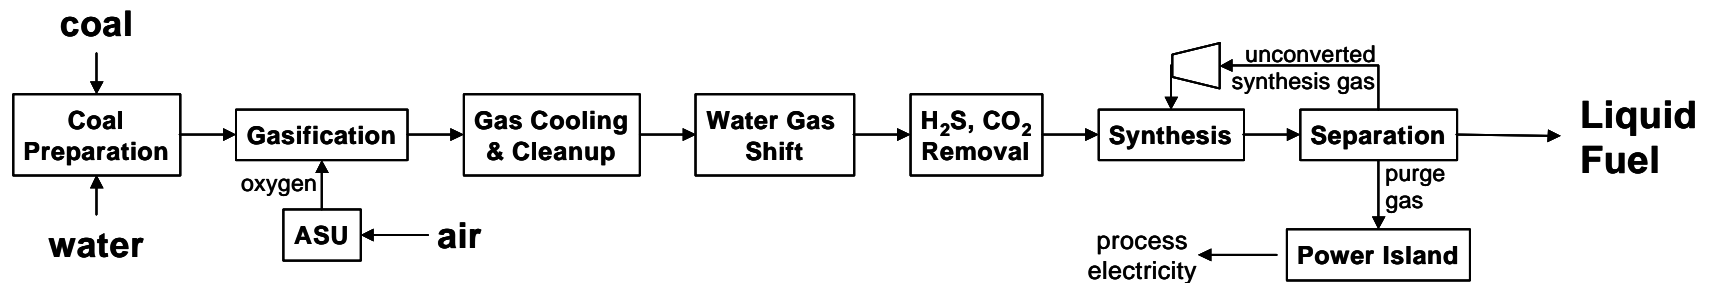 coal
Coal
Preparation
water
Gasification
oxygen
ASU
air
Gas Cooling
& Cleanup
Water Gas
Shift
H₂S, CO₂
Removal
unconverted
synthesis gas
Synthesis
Separation
Liquid
Fuel
purge
gas
Power Island
process
electricity